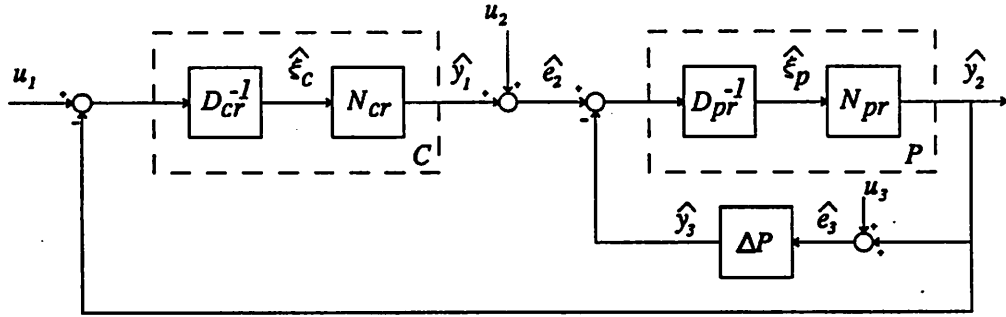 u₂
u₁ + - D_cr⁻¹ ξ̂_c N_cr ŷ₁ + + ê₂ + - D_pr⁻¹ ξ̂_p N_pr ŷ₂
C P
u₃
ŷ₃ ΔP ê₃ + +